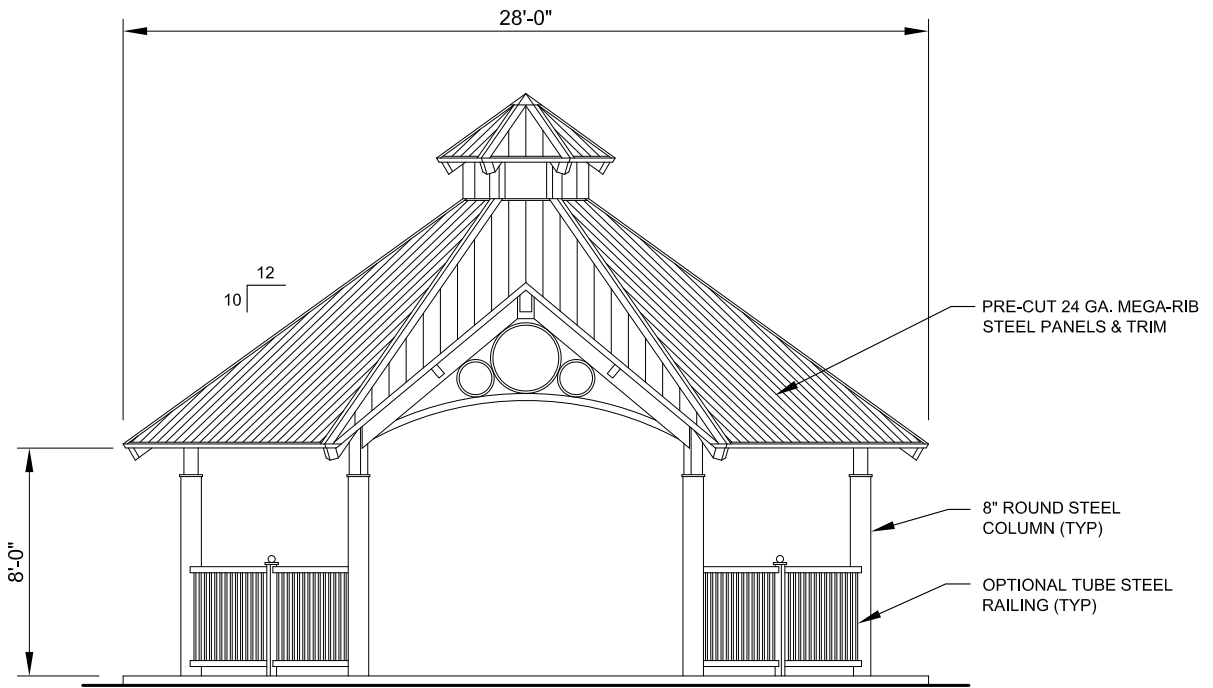 28'-0"
12
10
PRE-CUT 24 GA. MEGA-RIB
STEEL PANELS & TRIM
8'-0"
8" ROUND STEEL
COLUMN (TYP)
OPTIONAL TUBE STEEL
RAILING (TYP)